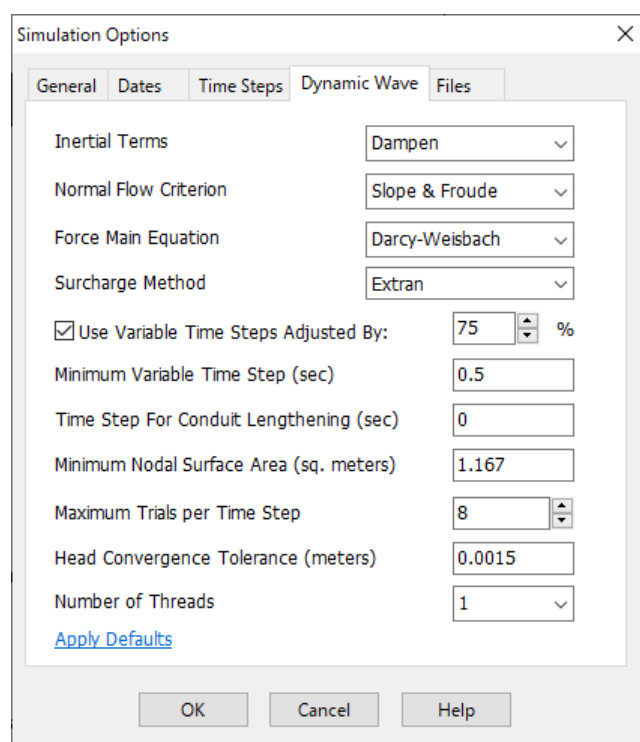 Simulation Options
General Dates Time Steps Dynamic Wave Files
Inertial Terms Dampen
Normal Flow Criterion Slope & Froude
Force Main Equation Darcy-Weisbach
Surcharge Method Extran
Use Variable Time Steps Adjusted By: 75 %
Minimum Variable Time Step (sec) 0.5
Time Step For Conduit Lengthening (sec) 0
Minimum Nodal Surface Area (sq. meters) 1.167
Maximum Trials per Time Step 8
Head Convergence Tolerance (meters) 0.0015
Number of Threads 1
Apply Defaults
OK Cancel Help